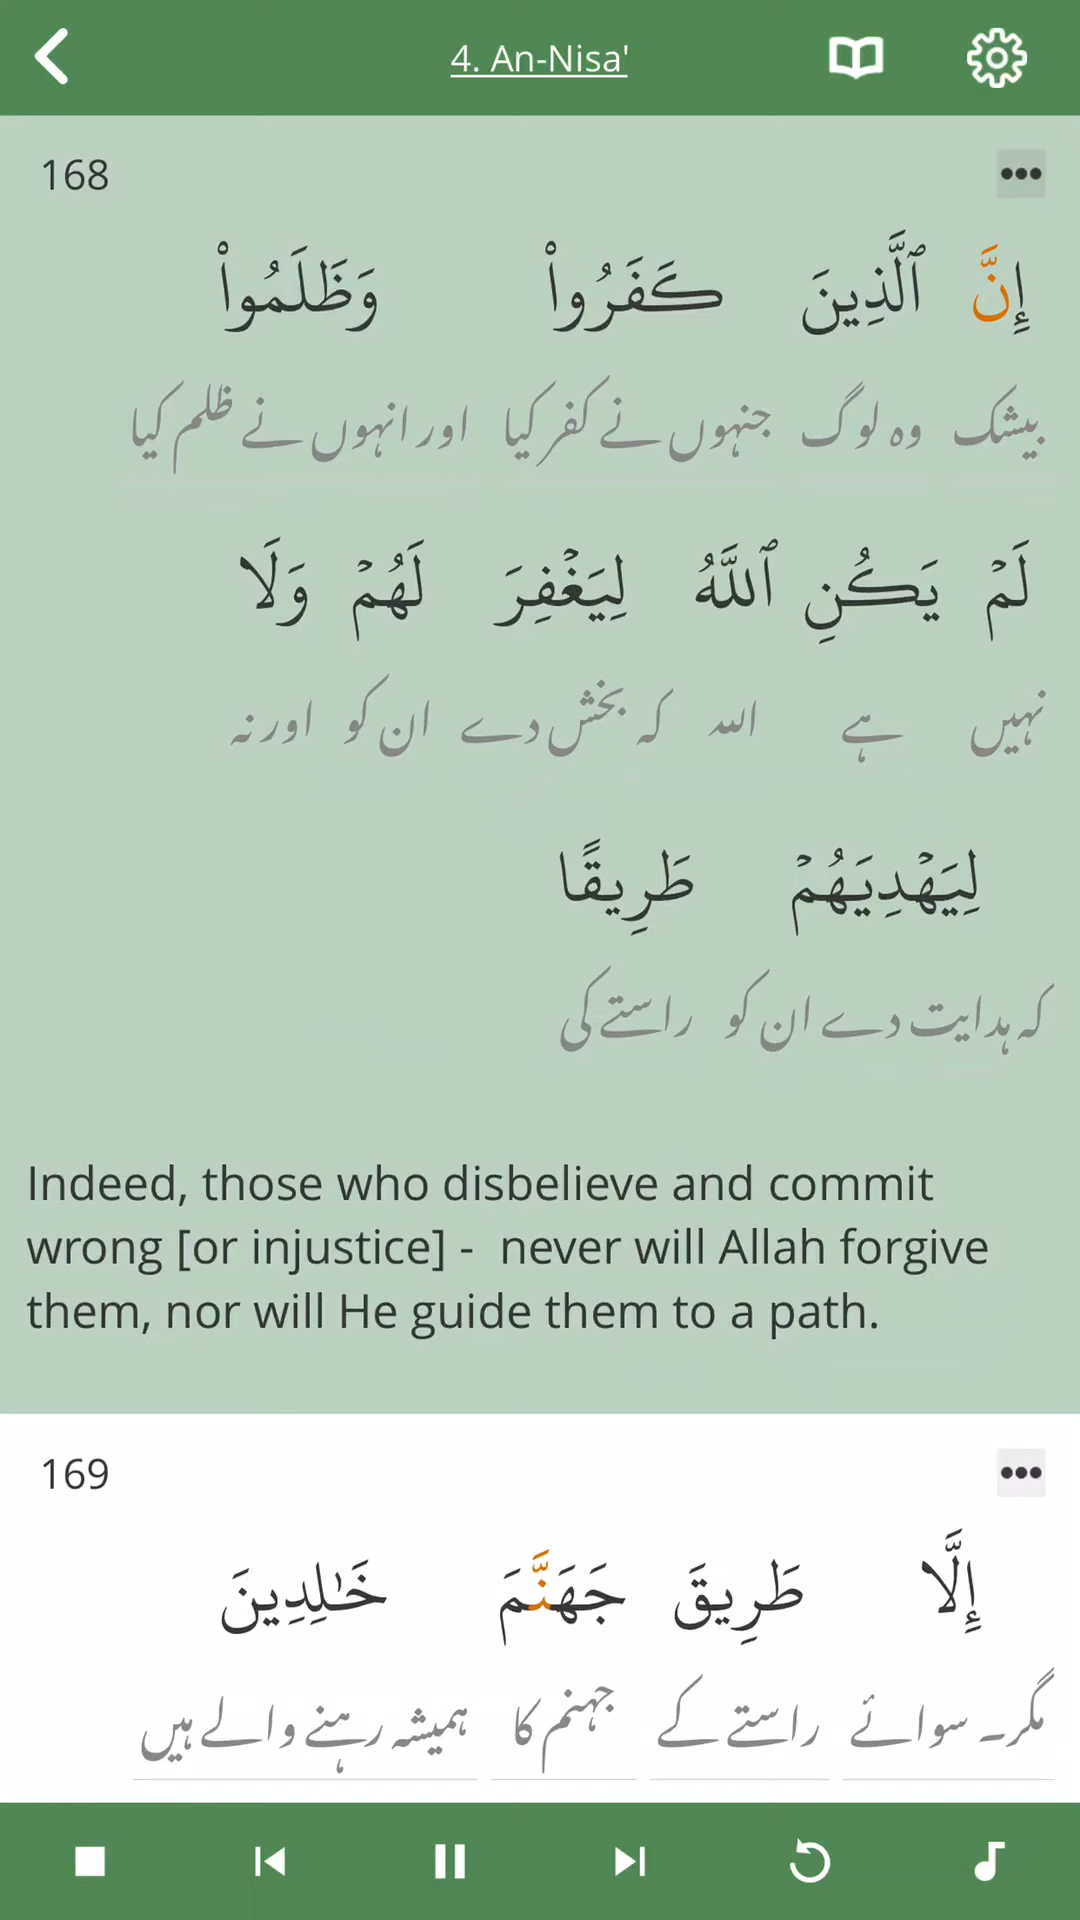 4. An-Nisa'
168
إِنَّ ٱلَّذِينَ كَفَرُوا۟ وَظَلَمُوا۟
بیشک وہ لوگ جنہوں نے کفر کیا اور انہوں نے ظلم کیا
لَمۡ يَكُنِ ٱللَّهُ لِيَغۡفِرَ لَهُمۡ وَلَا
نہیں ہے اللہ کہ بخش دے ان کو اور نہ
لِيَهۡدِيَهُمۡ طَرِيقًا
کہ ہدایت دے ان کو راستے کی
Indeed, those who disbelieve and commit
wrong [or injustice] -  never will Allah forgive
them, nor will He guide them to a path.
169
إِلَّا طَرِيقَ جَهَنَّمَ خَٰلِدِينَ
مگر۔ سوائے راستے کے جہنم کا ہمیشہ رہنے والے ہیں